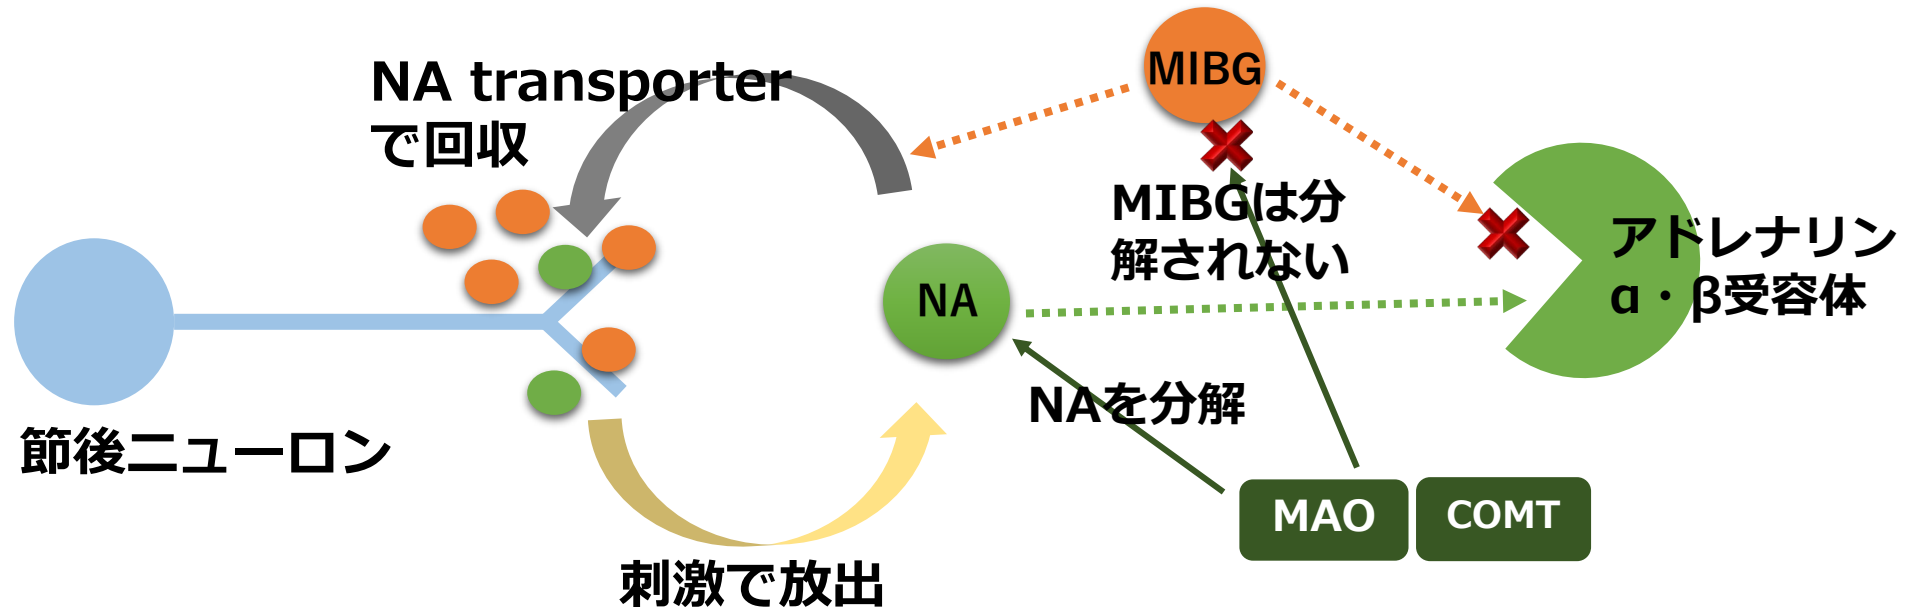 NA transporter
で回収
MIBG
MIBGは分
解されない
アドレナリン
α・β受容体
NA
NAを分解
節後ニューロン
MAO
COMT
刺激で放出